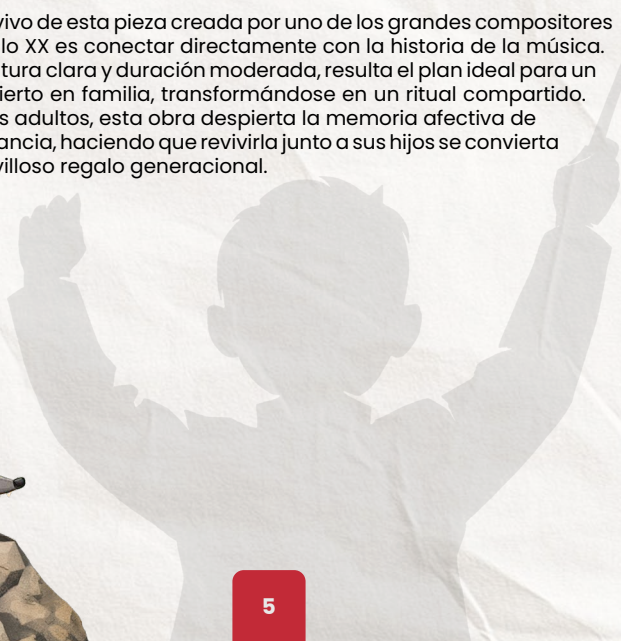 vivo de esta pieza creada por uno de los grandes compositores
lo XX es conectar directamente con la historia de la música.
tura clara y duración moderada, resulta el plan ideal para un
ierto en familia, transformándose en un ritual compartido.
s adultos, esta obra despierta la memoria afectiva de
ancia, haciendo que revivirla junto a sus hijos se convierta
villoso regalo generacional.
5